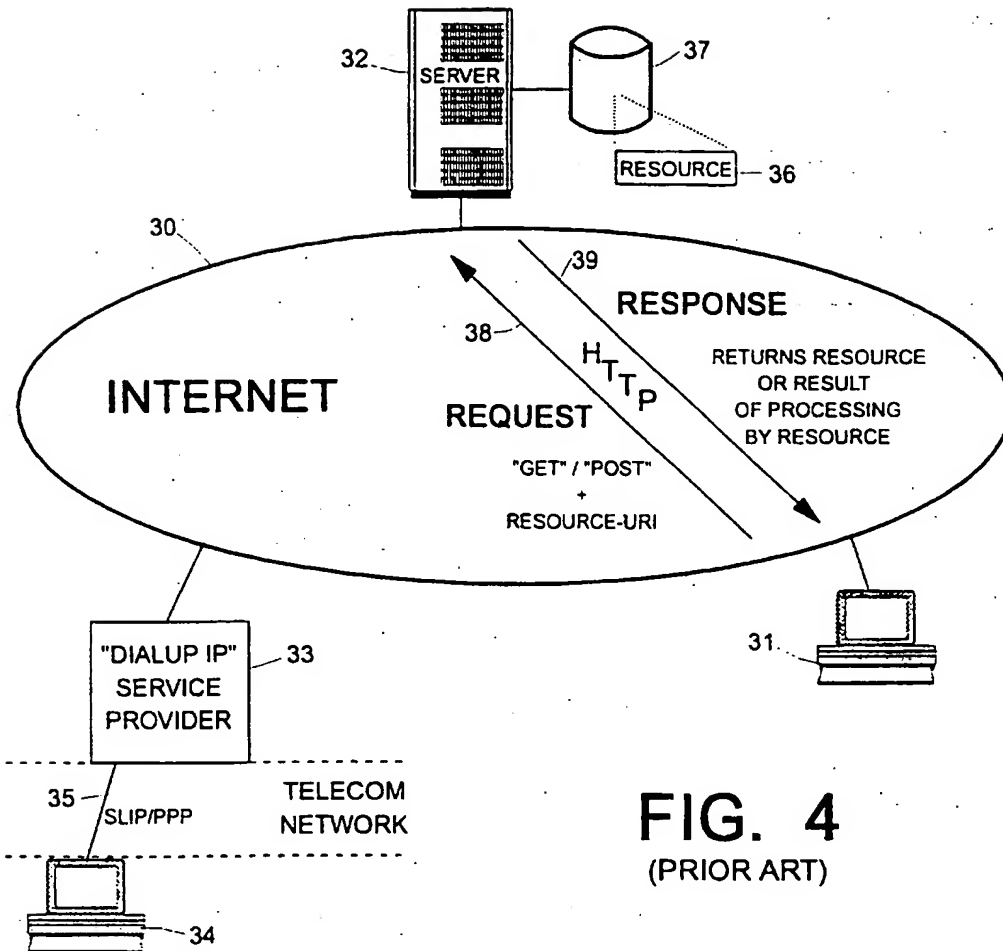 32
SERVER
37
RESOURCE
36
30
39
RESPONSE
38
HTTP
RETURNS RESOURCE
OR RESULT
OF PROCESSING
BY RESOURCE
INTERNET
REQUEST
"GET" / "POST"
+
RESOURCE-URI
31
"DIALUP IP"
SERVICE
PROVIDER
33
35
SLIP/PPP
TELECOM
NETWORK
34
FIG. 4
(PRIOR ART)